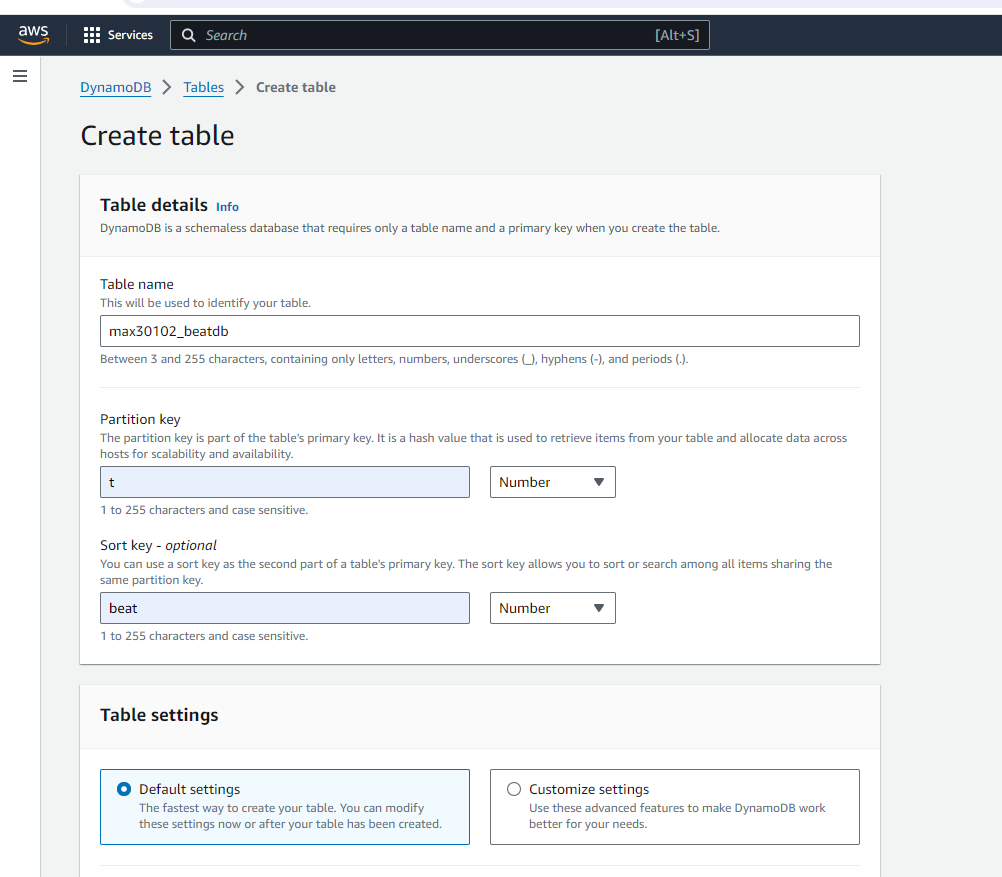 aws
Services
Search [Alt+S]
DynamoDB Tables Create table
Create table
Table details Info
DynamoDB is a schemaless database that requires only a table name and a primary key when you create the table.
Table name
This will be used to identify your table.
max30102_beatdb
Between 3 and 255 characters, containing only letters, numbers, underscores (_), hyphens (-), and periods (.).
Partition key
The partition key is part of the table's primary key. It is a hash value that is used to retrieve items from your table and allocate data across
hosts for scalability and availability.
t Number
1 to 255 characters and case sensitive.
Sort key - optional
You can use a sort key as the second part of a table's primary key. The sort key allows you to sort or search among all items sharing the
same partition key.
beat Number
1 to 255 characters and case sensitive.
Table settings
Default settings
The fastest way to create your table. You can modify
these settings now or after your table has been created.
Customize settings
Use these advanced features to make DynamoDB work
better for your needs.